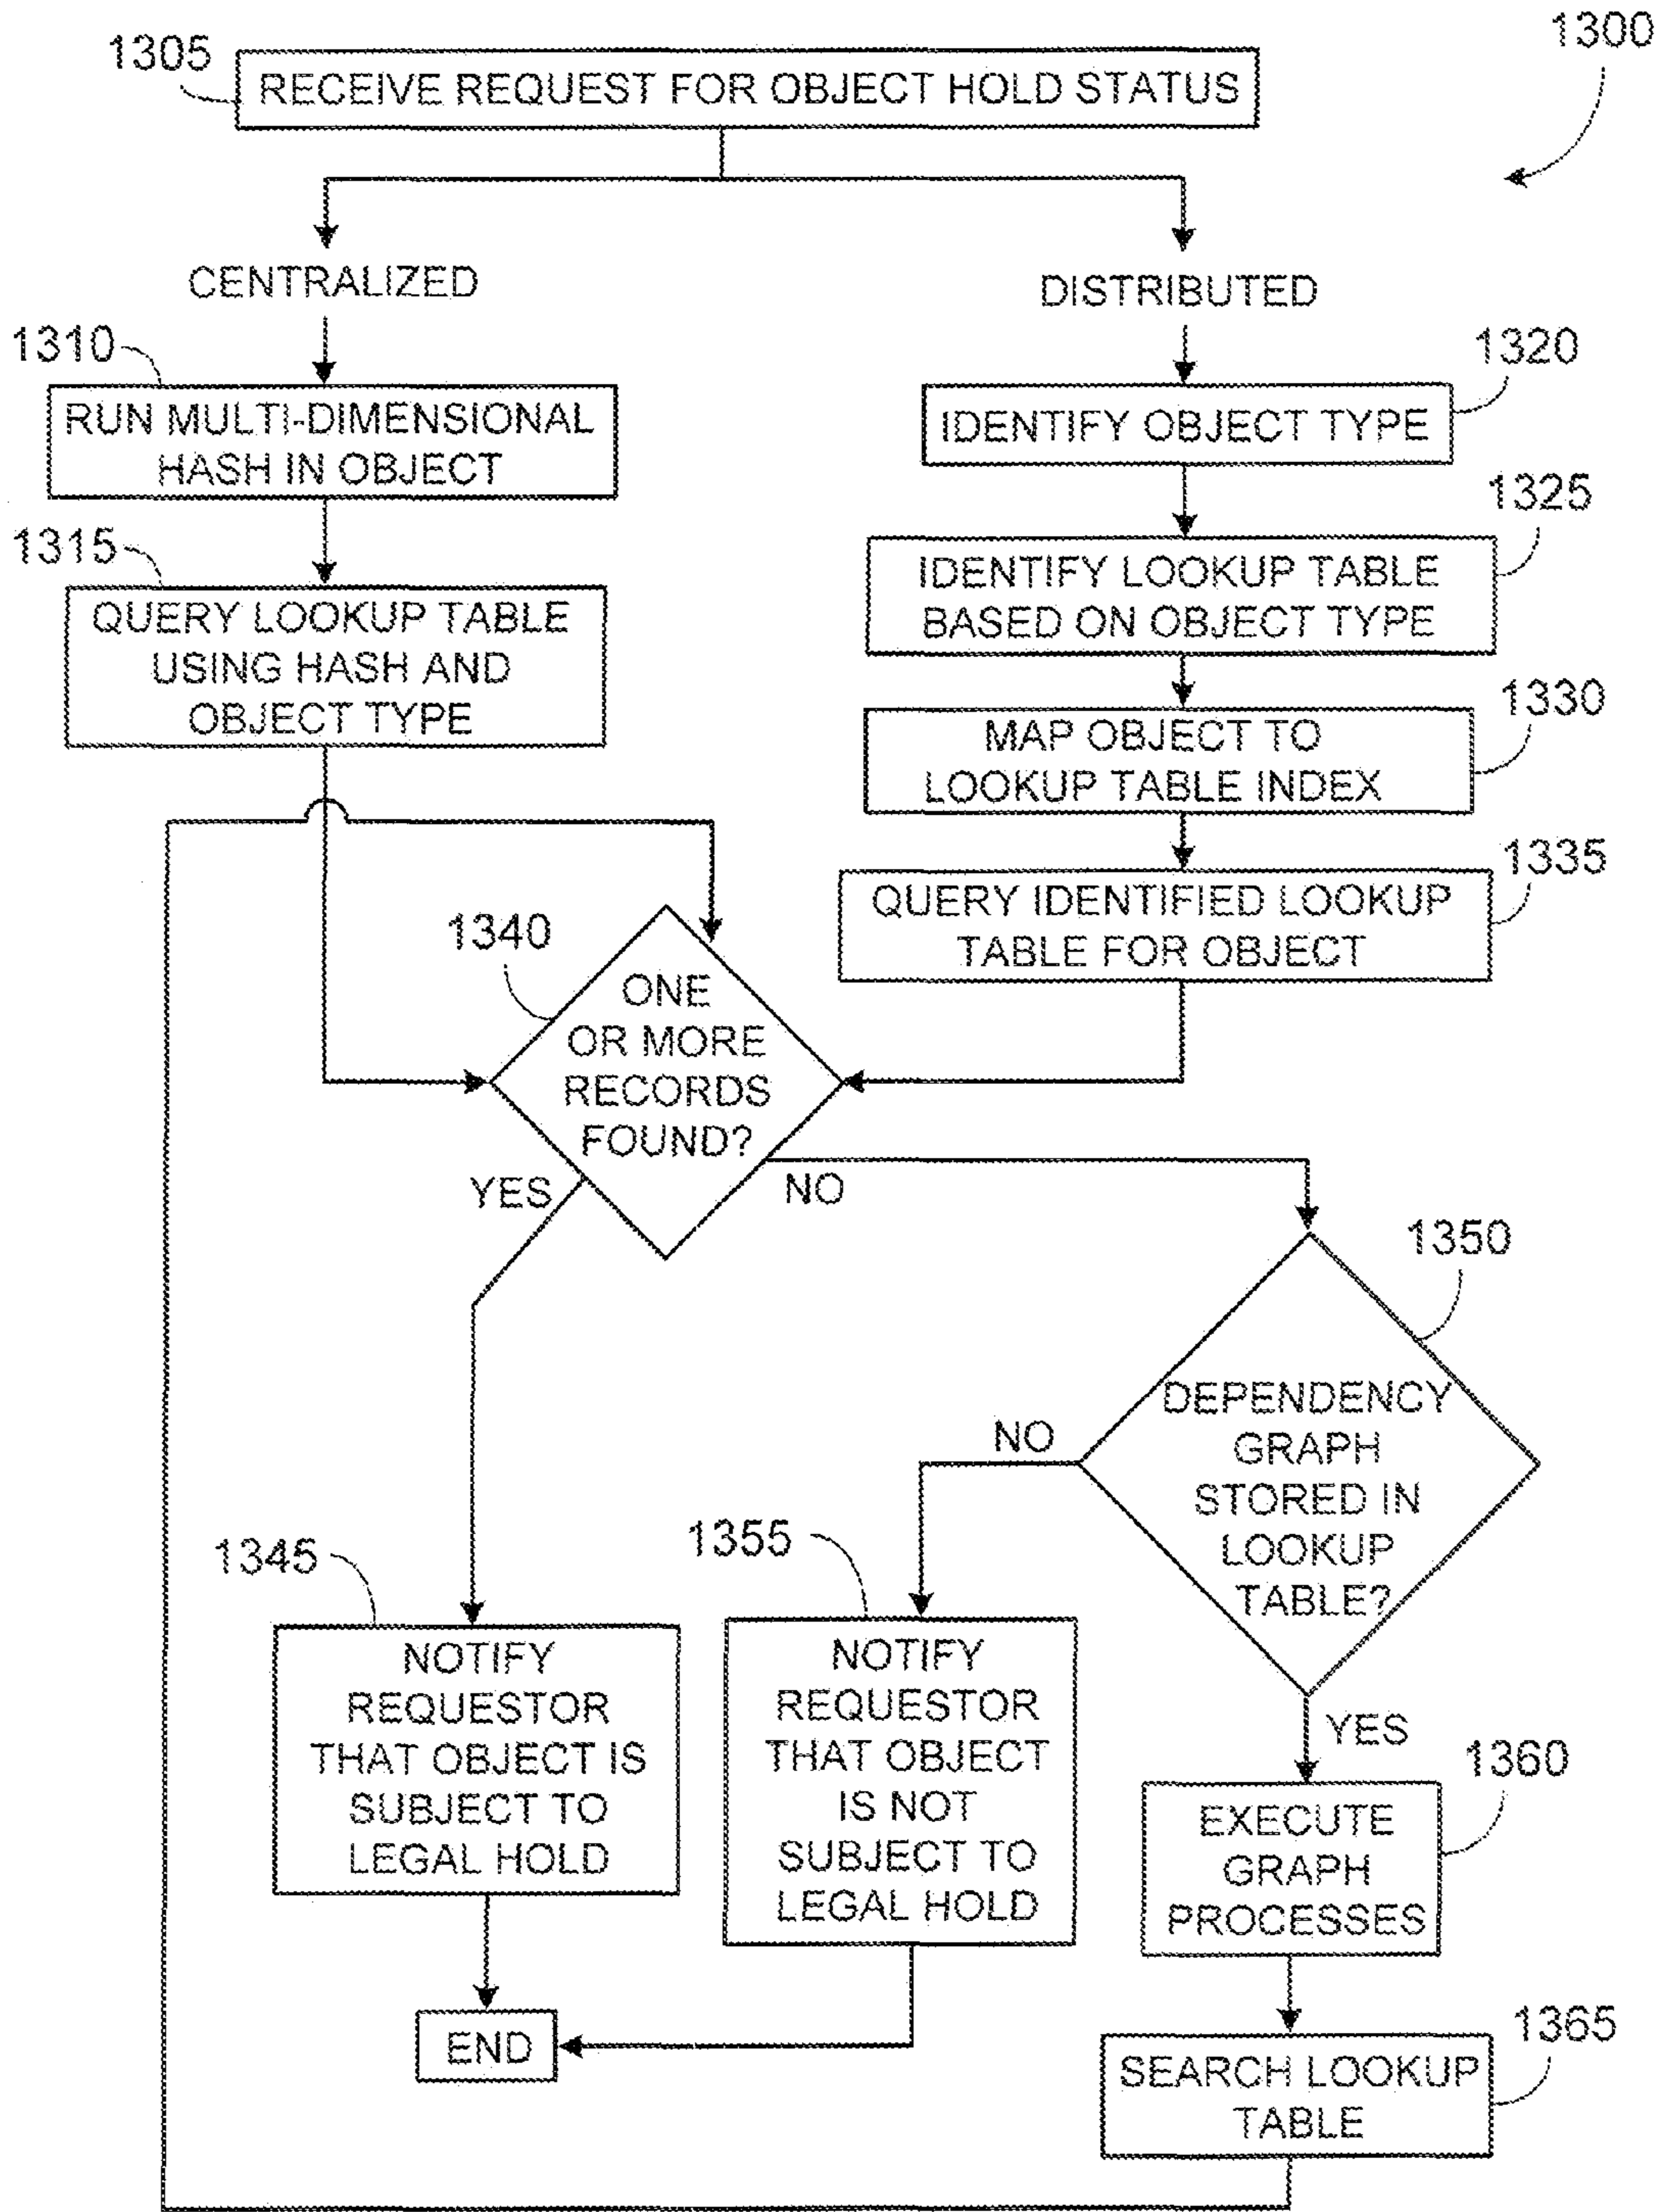 1300
1305
RECEIVE REQUEST FOR OBJECT HOLD STATUS
CENTRALIZED
DISTRIBUTED
1310
RUN MULTI-DIMENSIONAL
HASH IN OBJECT
1320
IDENTIFY OBJECT TYPE
1315
QUERY LOOKUP TABLE
USING HASH AND
OBJECT TYPE
1325
IDENTIFY LOOKUP TABLE
BASED ON OBJECT TYPE
1330
MAP OBJECT TO
LOOKUP TABLE INDEX
1335
QUERY IDENTIFIED LOOKUP
TABLE FOR OBJECT
1340
ONE
OR MORE
RECORDS
FOUND?
YES
NO
1350
DEPENDENCY
GRAPH
STORED IN
LOOKUP
TABLE?
NO
YES
1345
NOTIFY
REQUESTOR
THAT OBJECT IS
SUBJECT TO
LEGAL HOLD
1355
NOTIFY
REQUESTOR
THAT OBJECT
IS NOT
SUBJECT TO
LEGAL HOLD
1360
EXECUTE
GRAPH
PROCESSES
END
1365
SEARCH LOOKUP
TABLE